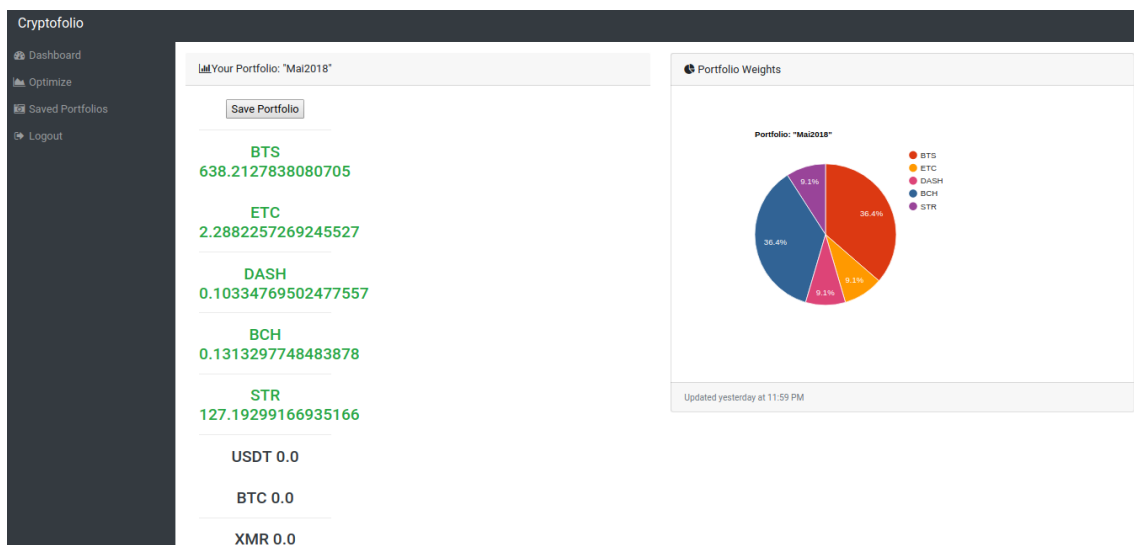 Cryptofolio
Dashboard
Optimize
Saved Portfolios
Logout
Your Portfolio: "Mai2018"
Save Portfolio
BTS
638.2127838080705
ETC
2.2882257269245527
DASH
0.10334769502477557
BCH
0.1313297748483878
STR
127.19299166935166
USDT 0.0
BTC 0.0
XMR 0.0
Portfolio Weights
Portfolio: "Mai2018"
BTS
ETC
DASH
BCH
STR
9.1%
36.4%
36.4%
9.1%
9.1%
Updated yesterday at 11:59 PM